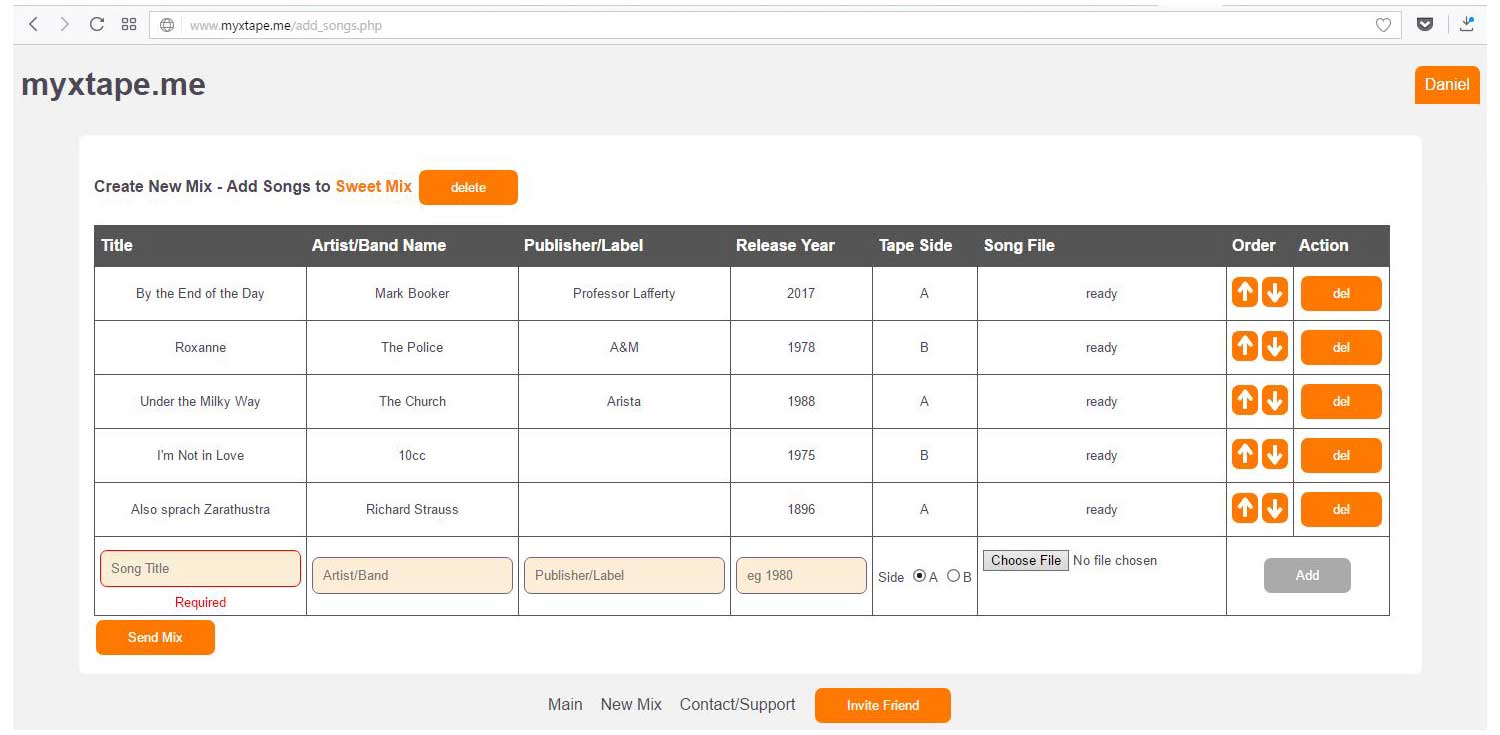 www.myxtape.me/add_songs.php
myxtape.me
Daniel
Create New Mix - Add Songs to Sweet Mix delete
Title Artist/Band Name Publisher/Label Release Year Tape Side Song File Order Action
By the End of the Day Mark Booker Professor Lafferty 2017 A ready del
Roxanne The Police A&M 1978 B ready del
Under the Milky Way The Church Arista 1988 A ready del
I'm Not in Love 10cc 1975 B ready del
Also sprach Zarathustra Richard Strauss 1896 A ready del
Song Title Artist/Band Publisher/Label eg 1980 Side A B Choose File No file chosen Add
Required
Send Mix
Main New Mix Contact/Support Invite Friend